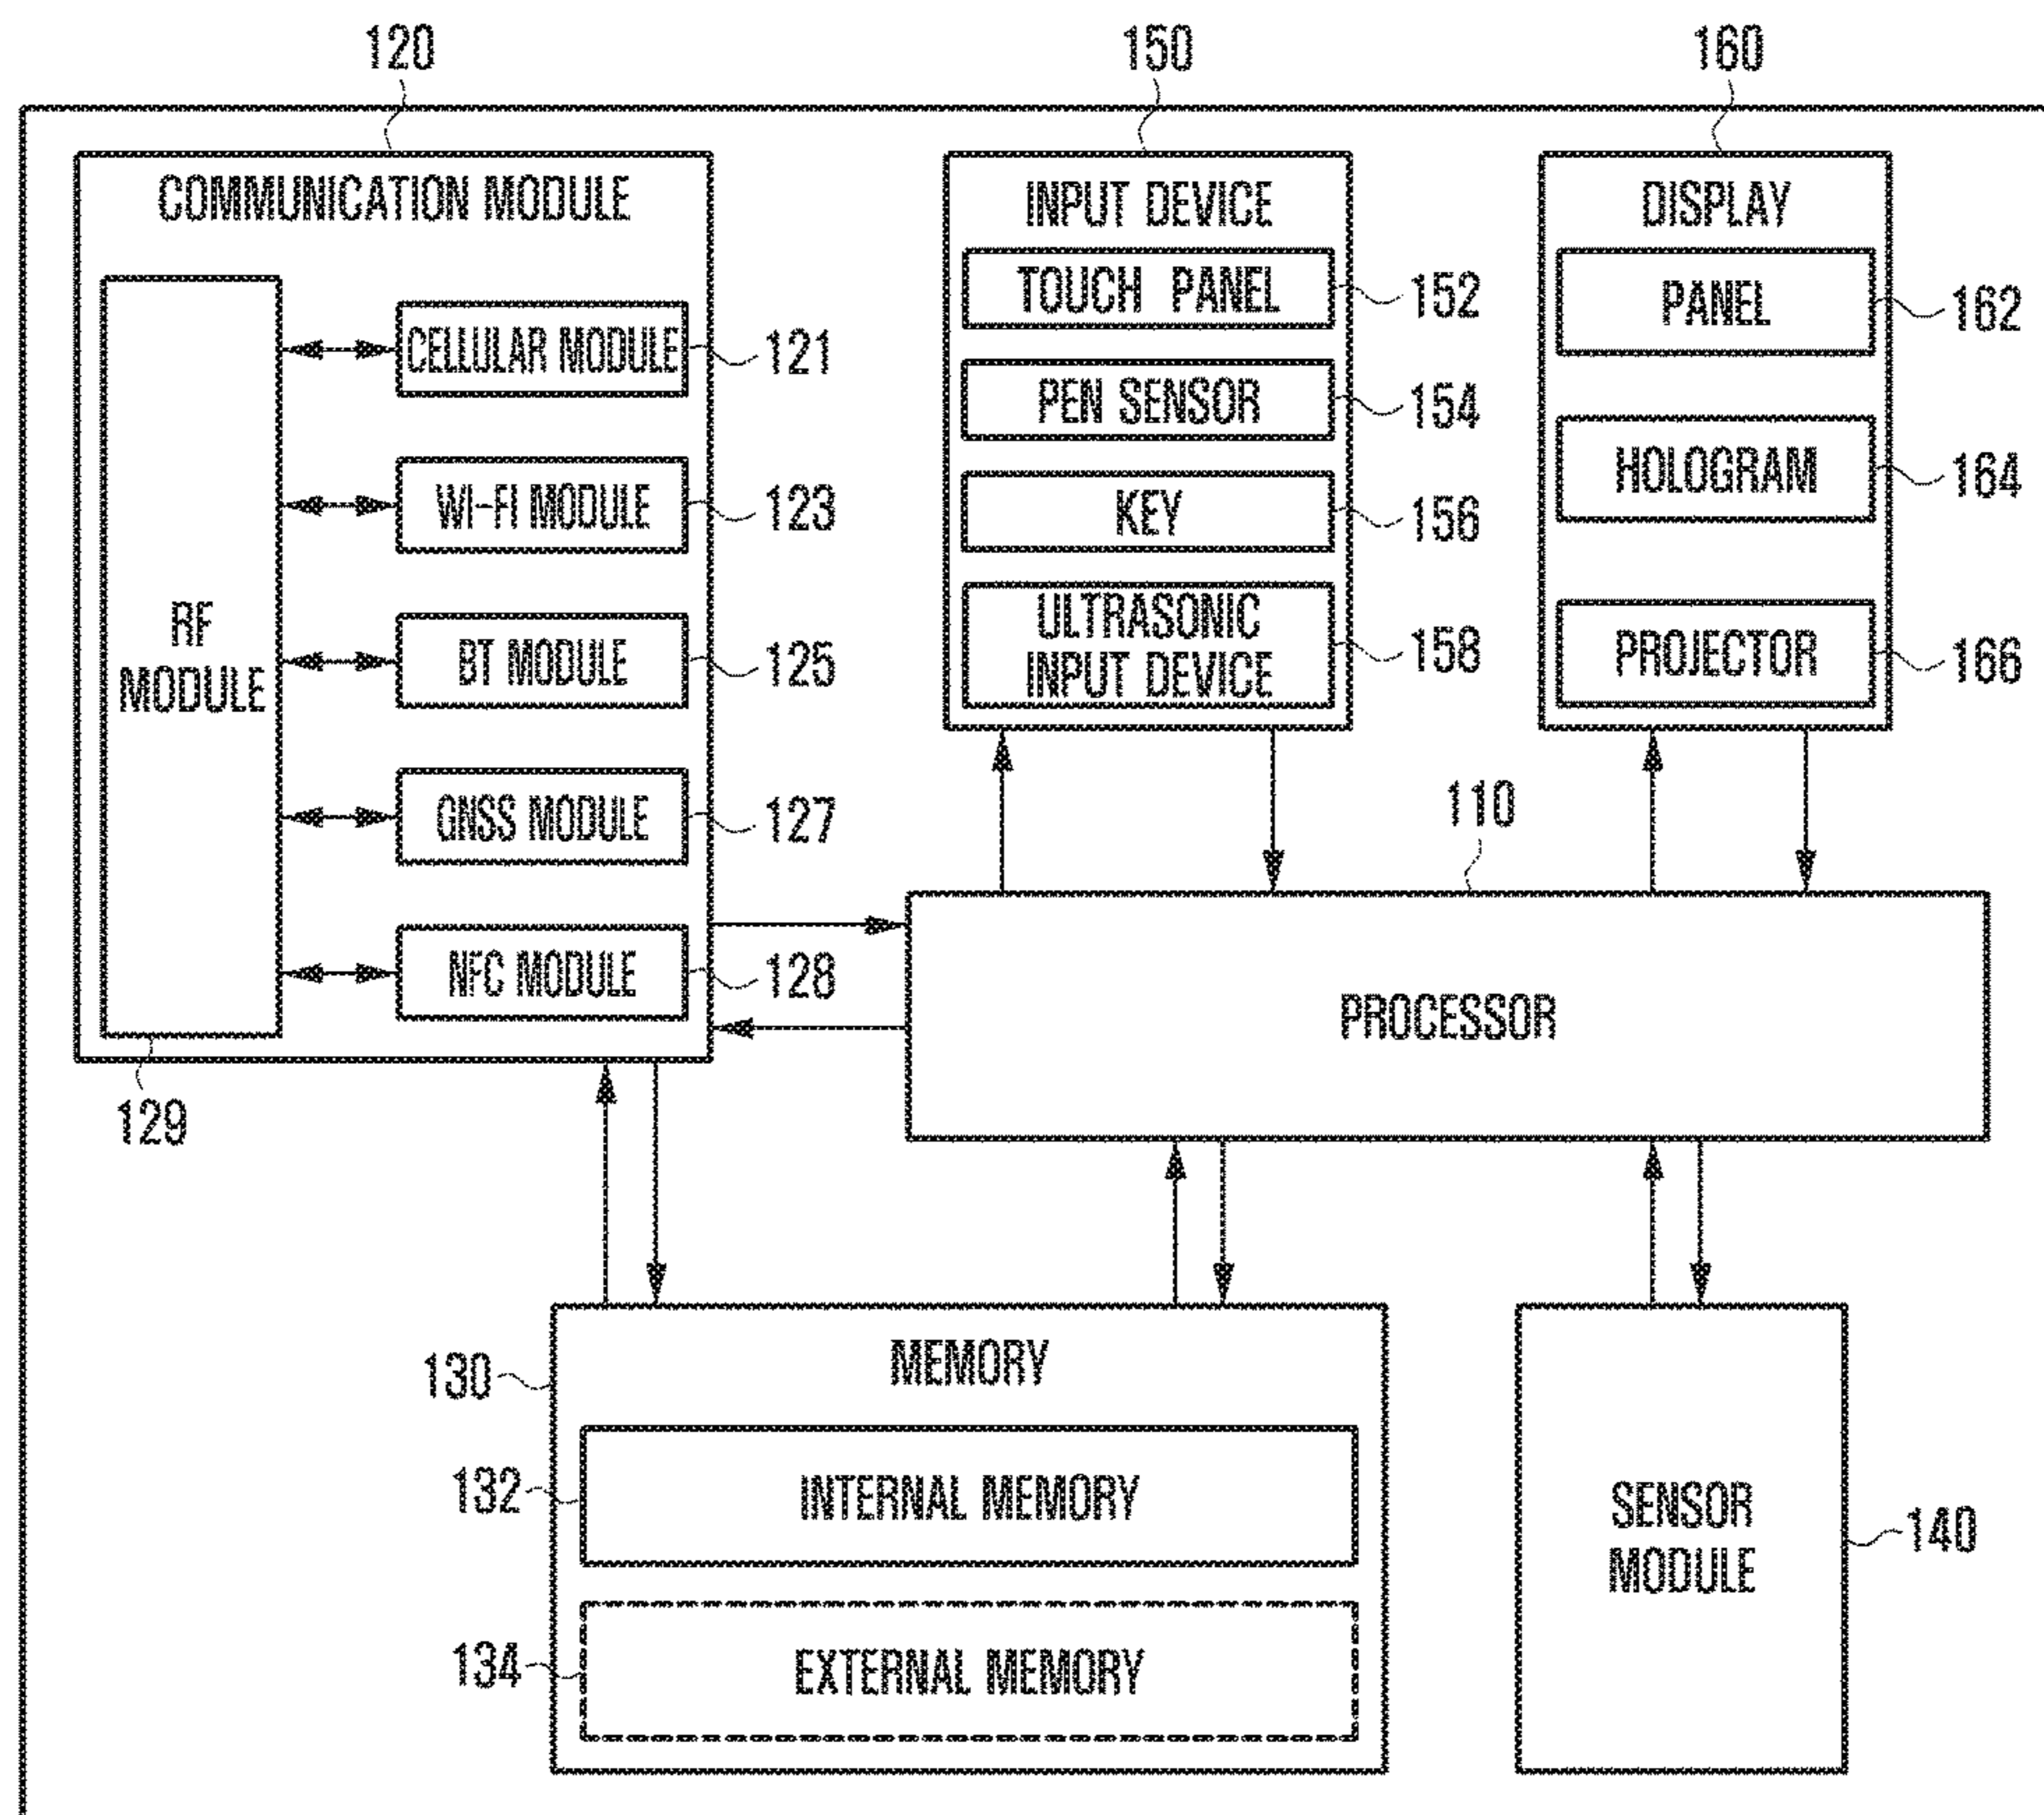 120
150
160
COMMUNICATION MODULE
RF
MODULE
CELLULAR MODULE
121
WI-FI MODULE
123
BT MODULE
125
GNSS MODULE
127
NFC MODULE
128
129
INPUT DEVICE
TOUCH PANEL
152
PEN SENSOR
154
KEY
156
ULTRASONIC
INPUT DEVICE
158
DISPLAY
PANEL
162
HOLOGRAM
164
PROJECTOR
166
110
PROCESSOR
130
MEMORY
132
INTERNAL MEMORY
134
EXTERNAL MEMORY
SENSOR
MODULE
140